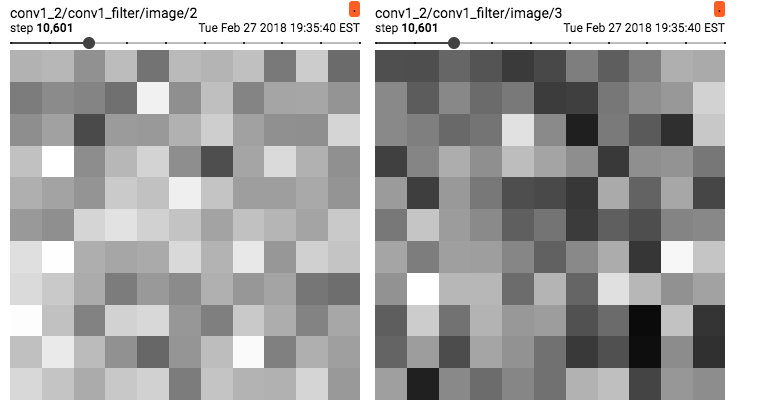 conv1_2/conv1_filter/image/2
step 10,601 Tue Feb 27 2018 19:35:40 EST
conv1_2/conv1_filter/image/3
step 10,601 Tue Feb 27 2018 19:35:40 EST